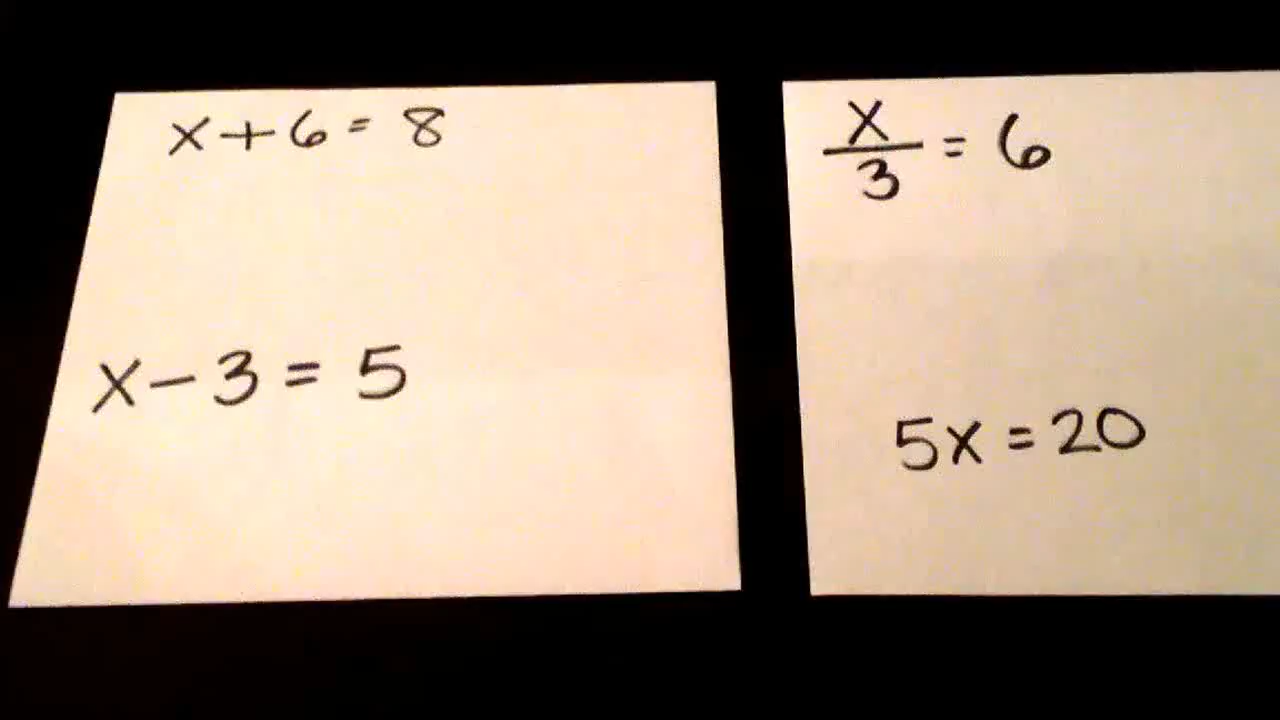 x + 6 = 8
x − 3 = 5
x/3 = 6
5x = 20